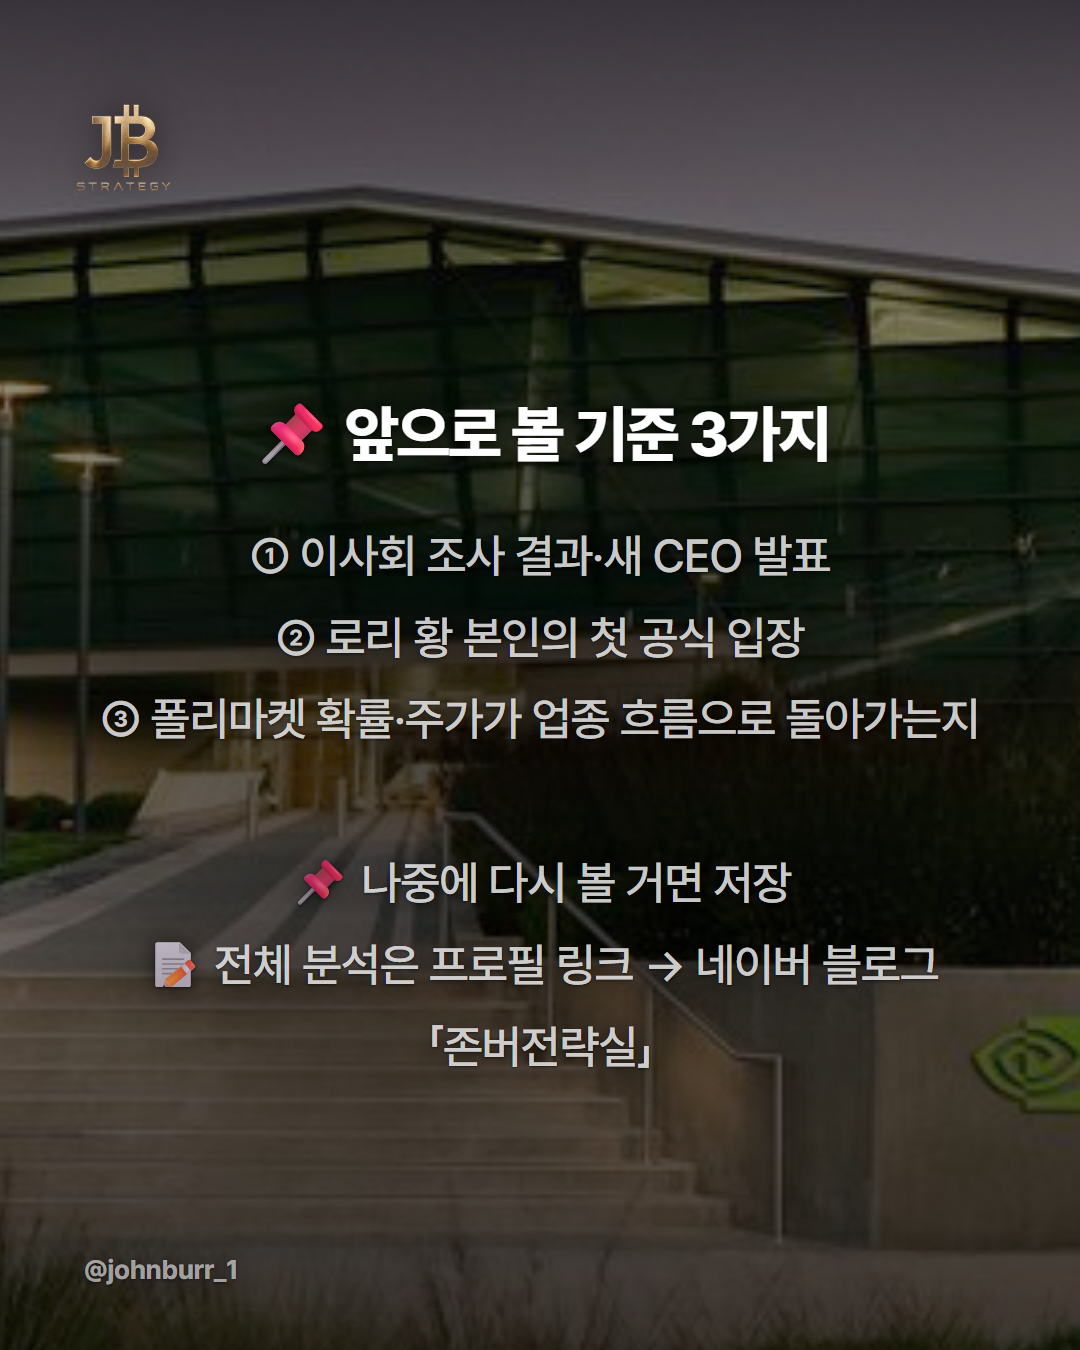 JB
STRATEGY
📌 앞으로 볼 기준 3가지
① 이사회 조사 결과·새 CEO 발표
② 로리 황 본인의 첫 공식 입장
③ 폴리마켓 확률·주가가 업종 흐름으로 돌아가는지
📌 나중에 다시 볼 거면 저장
📝 전체 분석은 프로필 링크 → 네이버 블로그
「존버전략실」
@johnburr_1